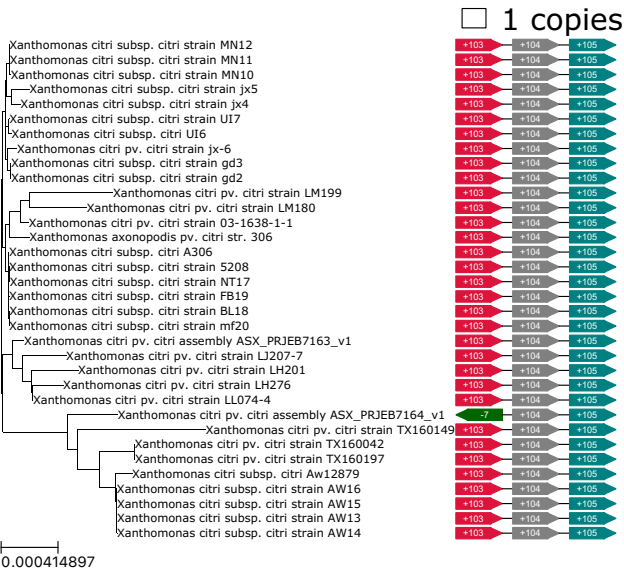 1 copies
Xanthomonas citri subsp. citri strain MN12 +103 +104 +105
Xanthomonas citri subsp. citri strain MN11 +103 +104 +105
Xanthomonas citri subsp. citri strain MN10 +103 +104 +105
Xanthomonas citri subsp. citri strain jx5 +103 +104 +105
Xanthomonas citri subsp. citri strain jx4 +103 +104 +105
Xanthomonas citri subsp. citri strain UI7 +103 +104 +105
Xanthomonas citri subsp. citri UI6 +103 +104 +105
Xanthomonas citri pv. citri strain jx-6 +103 +104 +105
Xanthomonas citri subsp. citri strain gd3 +103 +104 +105
Xanthomonas citri subsp. citri strain gd2 +103 +104 +105
Xanthomonas citri pv. citri strain LM199 +103 +104 +105
Xanthomonas citri pv. citri strain LM180 +103 +104 +105
Xanthomonas citri pv. citri strain 03-1638-1-1 +103 +104 +105
Xanthomonas axonopodis pv. citri str. 306 +103 +104 +105
Xanthomonas citri subsp. citri A306 +103 +104 +105
Xanthomonas citri subsp. citri strain 5208 +103 +104 +105
Xanthomonas citri subsp. citri strain NT17 +103 +104 +105
Xanthomonas citri subsp. citri strain FB19 +103 +104 +105
Xanthomonas citri subsp. citri strain BL18 +103 +104 +105
Xanthomonas citri subsp. citri strain mf20 +103 +104 +105
Xanthomonas citri pv. citri assembly ASX_PRJEB7163_v1 +103 +104 +105
Xanthomonas citri pv. citri strain LJ207-7 +103 +104 +105
Xanthomonas citri pv. citri strain LH201 +103 +104 +105
Xanthomonas citri pv. citri strain LH276 +103 +104 +105
Xanthomonas citri pv. citri strain LL074-4 +103 +104 +105
Xanthomonas citri pv. citri assembly ASX_PRJEB7164_v1 -7 +104 +105
Xanthomonas citri pv. citri strain TX160149 +103 +104 +105
Xanthomonas citri pv. citri strain TX160042 +103 +104 +105
Xanthomonas citri pv. citri strain TX160197 +103 +104 +105
Xanthomonas citri subsp. citri Aw12879 +103 +104 +105
Xanthomonas citri subsp. citri strain AW16 +103 +104 +105
Xanthomonas citri subsp. citri strain AW15 +103 +104 +105
Xanthomonas citri subsp. citri strain AW13 +103 +104 +105
Xanthomonas citri subsp. citri strain AW14 +103 +104 +105
0.000414897